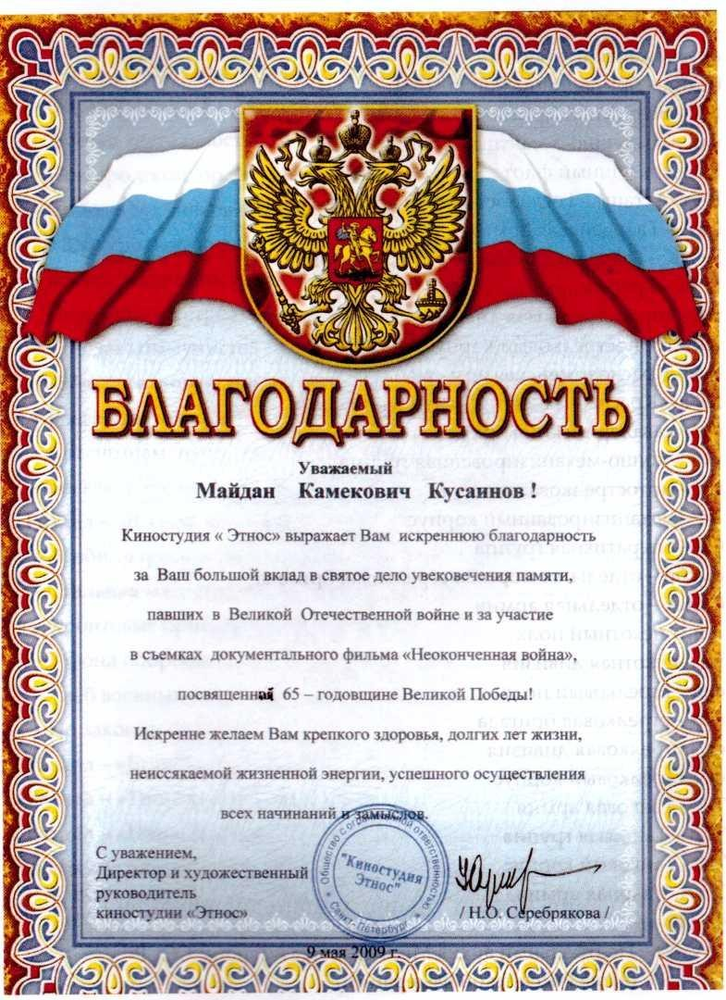 БЛАГОДАРНОСТЬ
Уважаемый
Майдан Камекович Кусаинов !
Киностудия « Этнос» выражает Вам искреннюю благодарность
за Ваш большой вклад в святое дело увековечения памяти,
павших в Великой Отечественной войне и за участие
в съемках документального фильма «Неоконченная война»,
посвященной 65 – годовщине Великой Победы!
Искренне желаем Вам крепкого здоровья, долгих лет жизни,
неиссякаемой жизненной энергии, успешного осуществления
всех начинаний и замыслов.
С уважением,
Директор и художественный
руководитель
киностудии «Этнос»
Общество с ограниченной ответственностью
"Киностудия
Этнос"
* Санкт-Петербург *
/ Н.О. Серебрякова /
9 мая 2009 г.